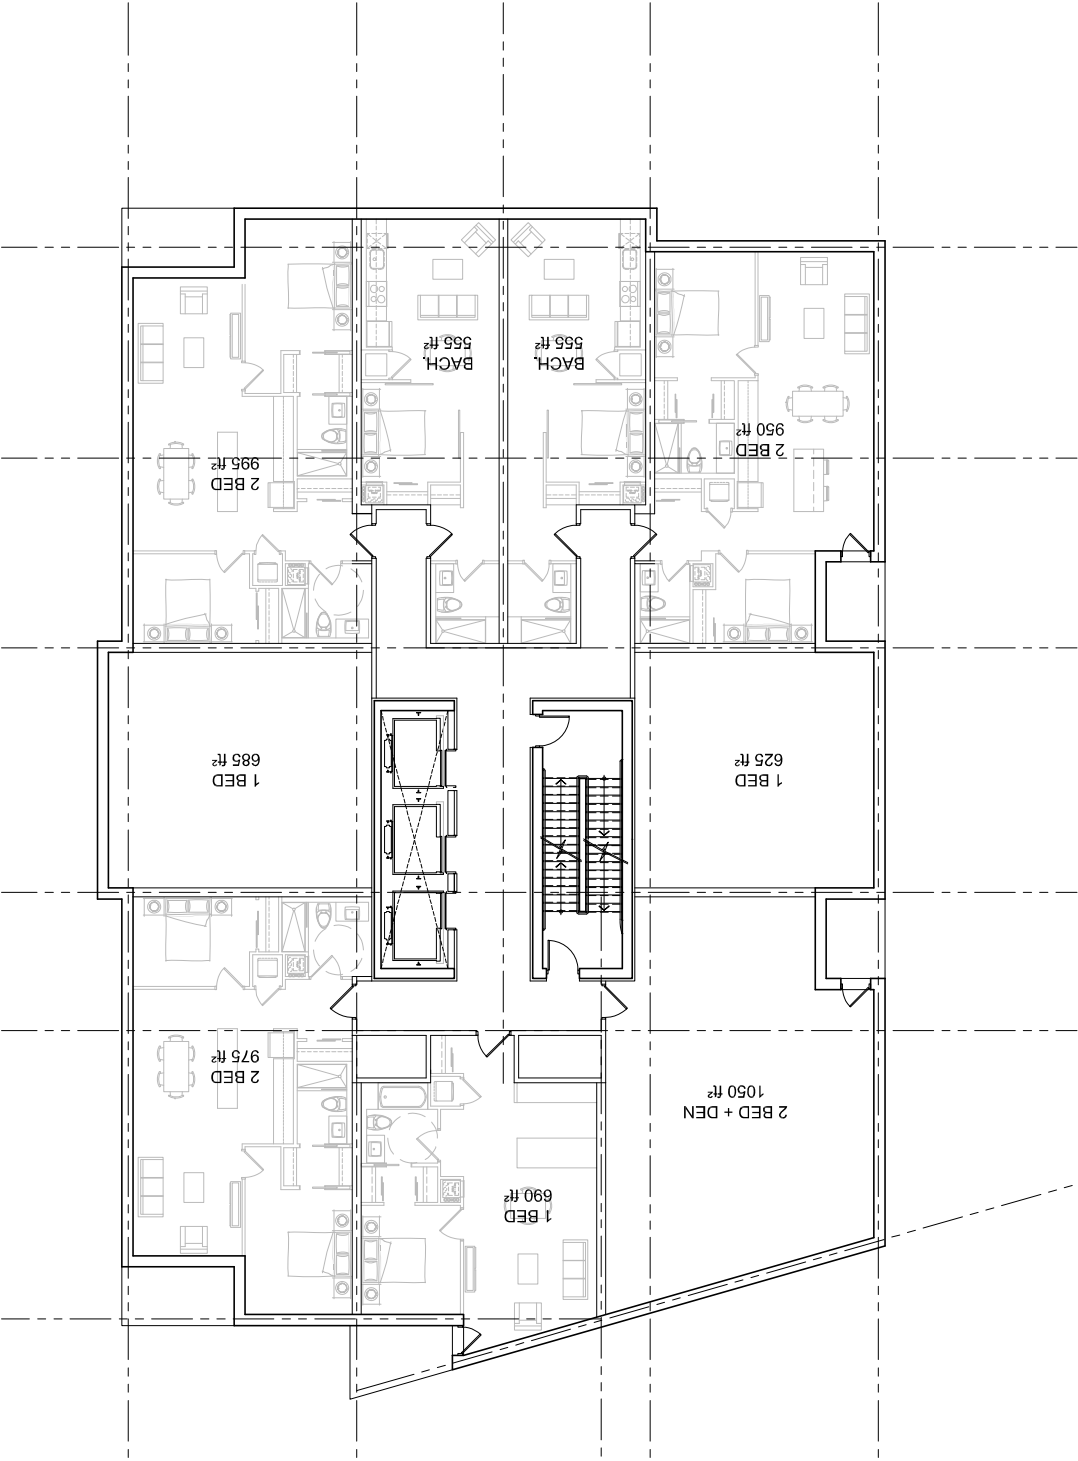 1 BED
690 ft²
2 BED + DEN
1050 ft²
2 BED
975 ft²
1 BED
625 ft²
1 BED
685 ft²
2 BED
950 ft²
2 BED
995 ft²
BACH.
555 ft²
BACH.
555 ft²